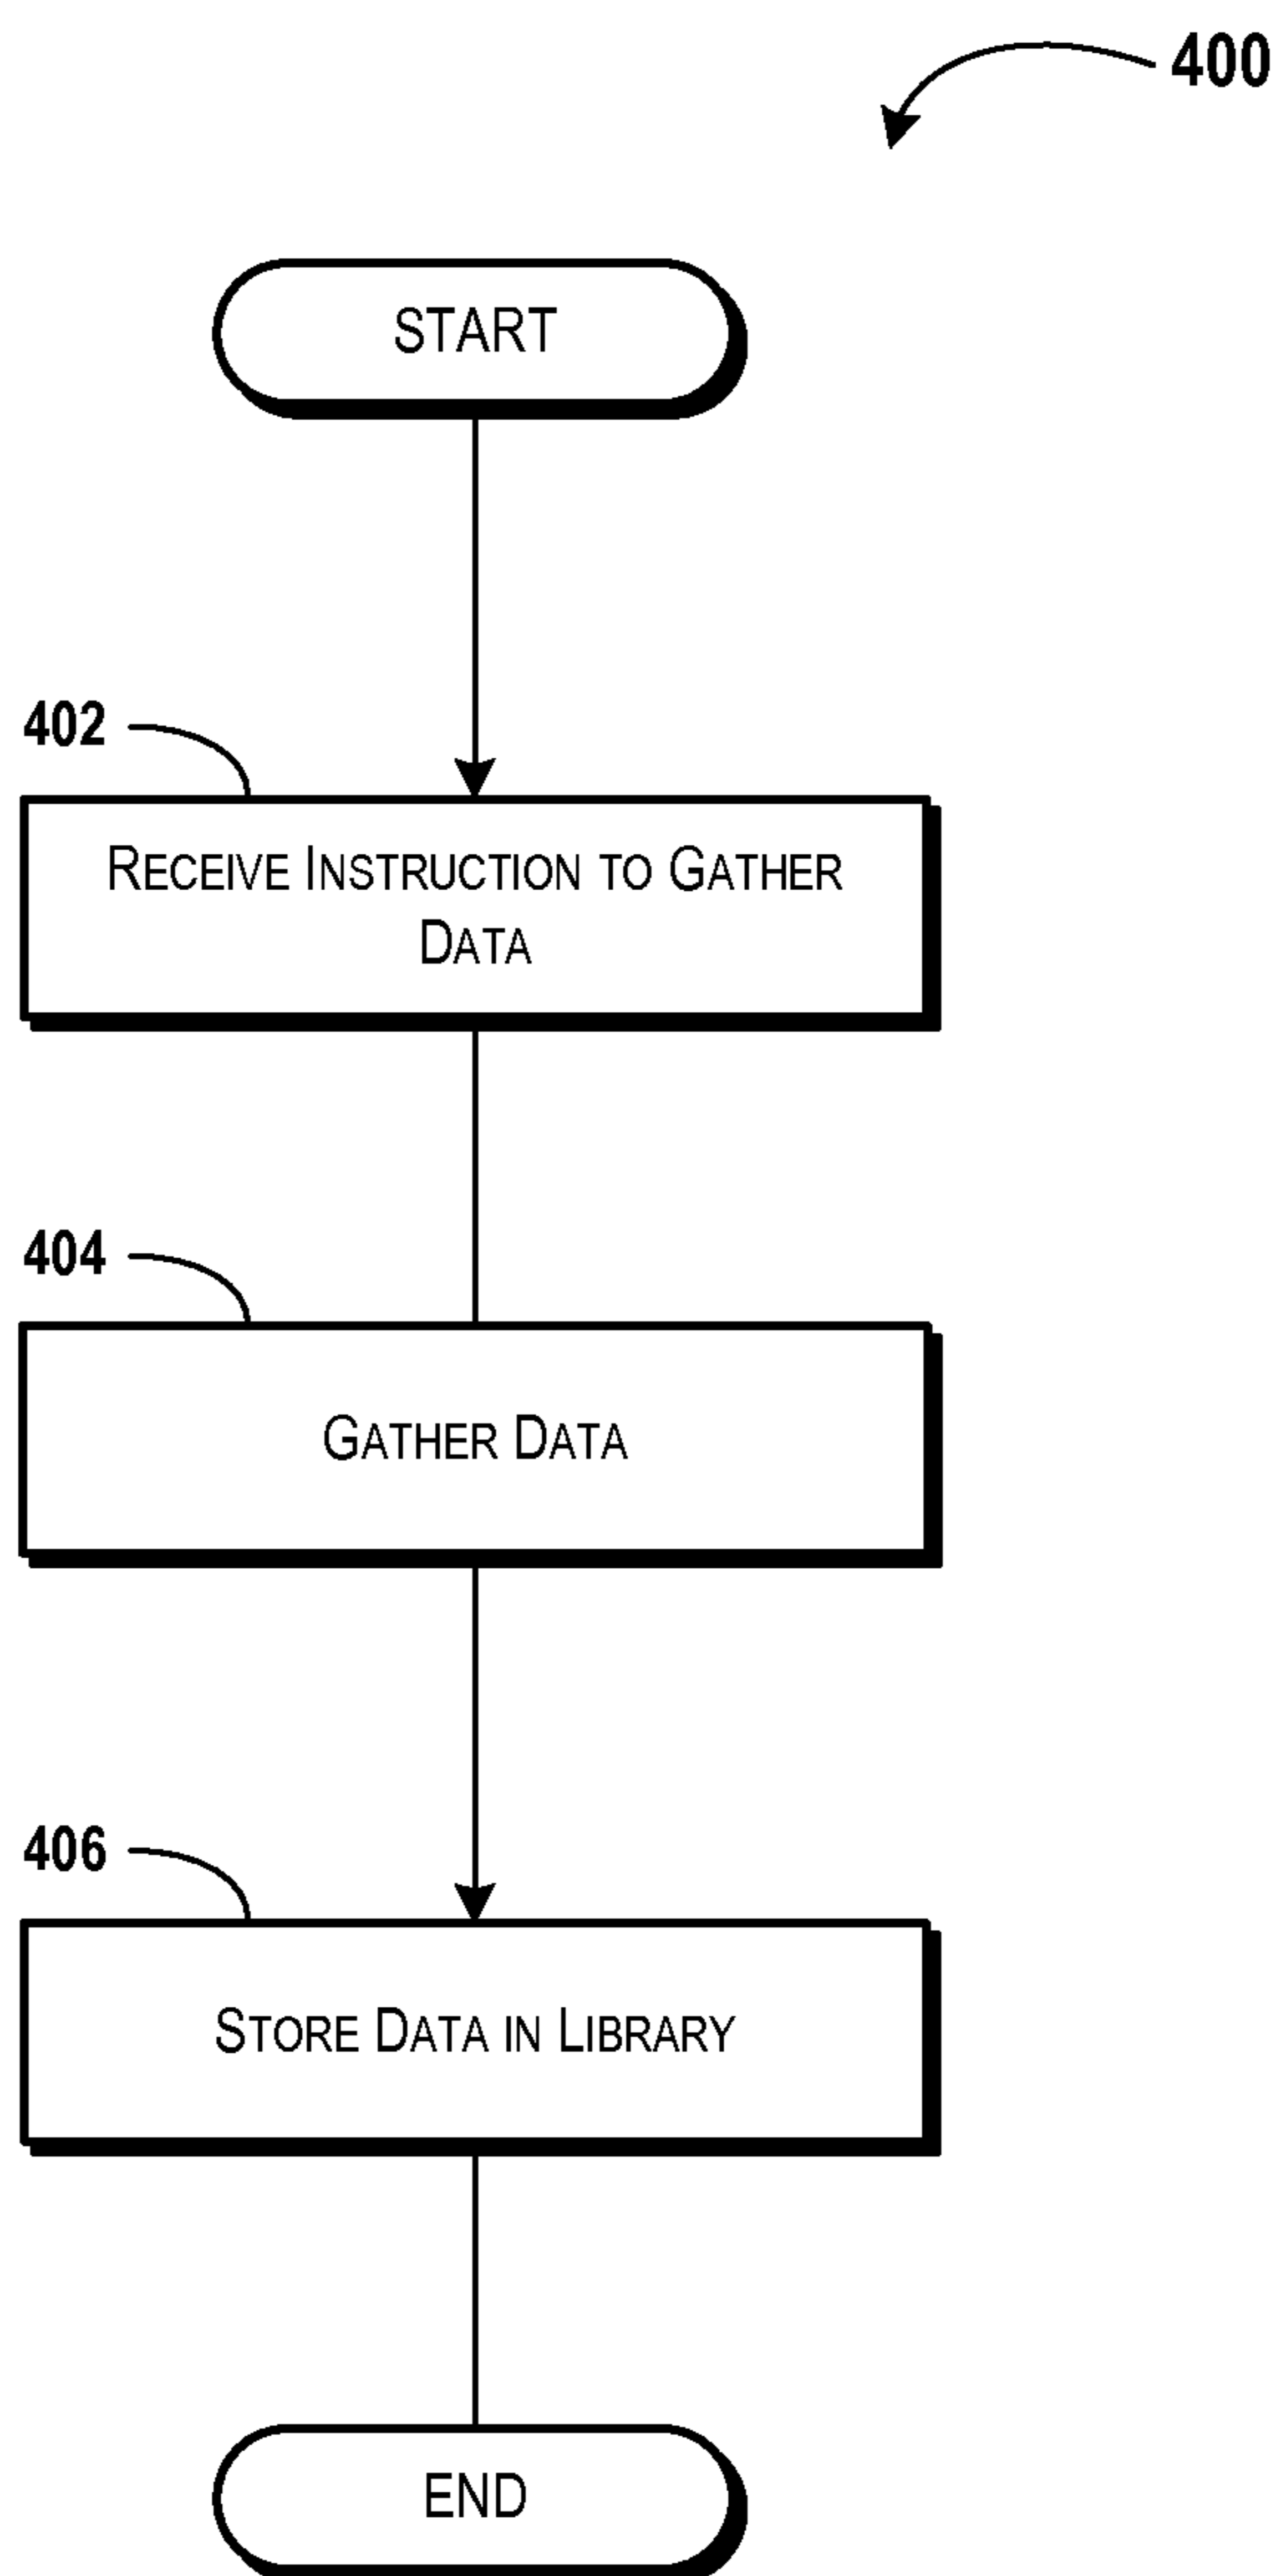 400
START
402
RECEIVE INSTRUCTION TO GATHER
DATA
404
GATHER DATA
406
STORE DATA IN LIBRARY
END